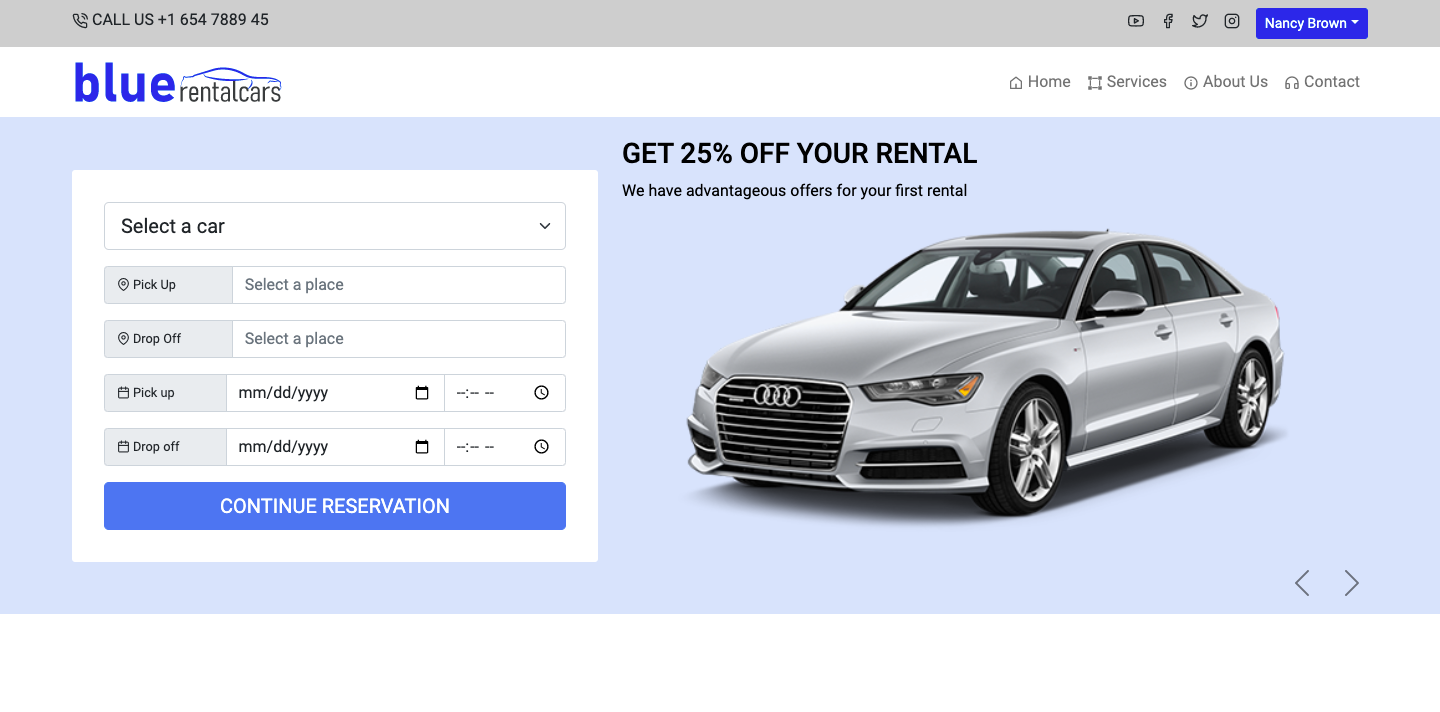 CALL US +1 654 7889 45
Nancy Brown
blue rentalcars
Home Services About Us Contact
GET 25% OFF YOUR RENTAL
We have advantageous offers for your first rental
Select a car
Pick Up Select a place
Drop Off Select a place
Pick up mm/dd/yyyy --:-- --
Drop off mm/dd/yyyy --:-- --
CONTINUE RESERVATION